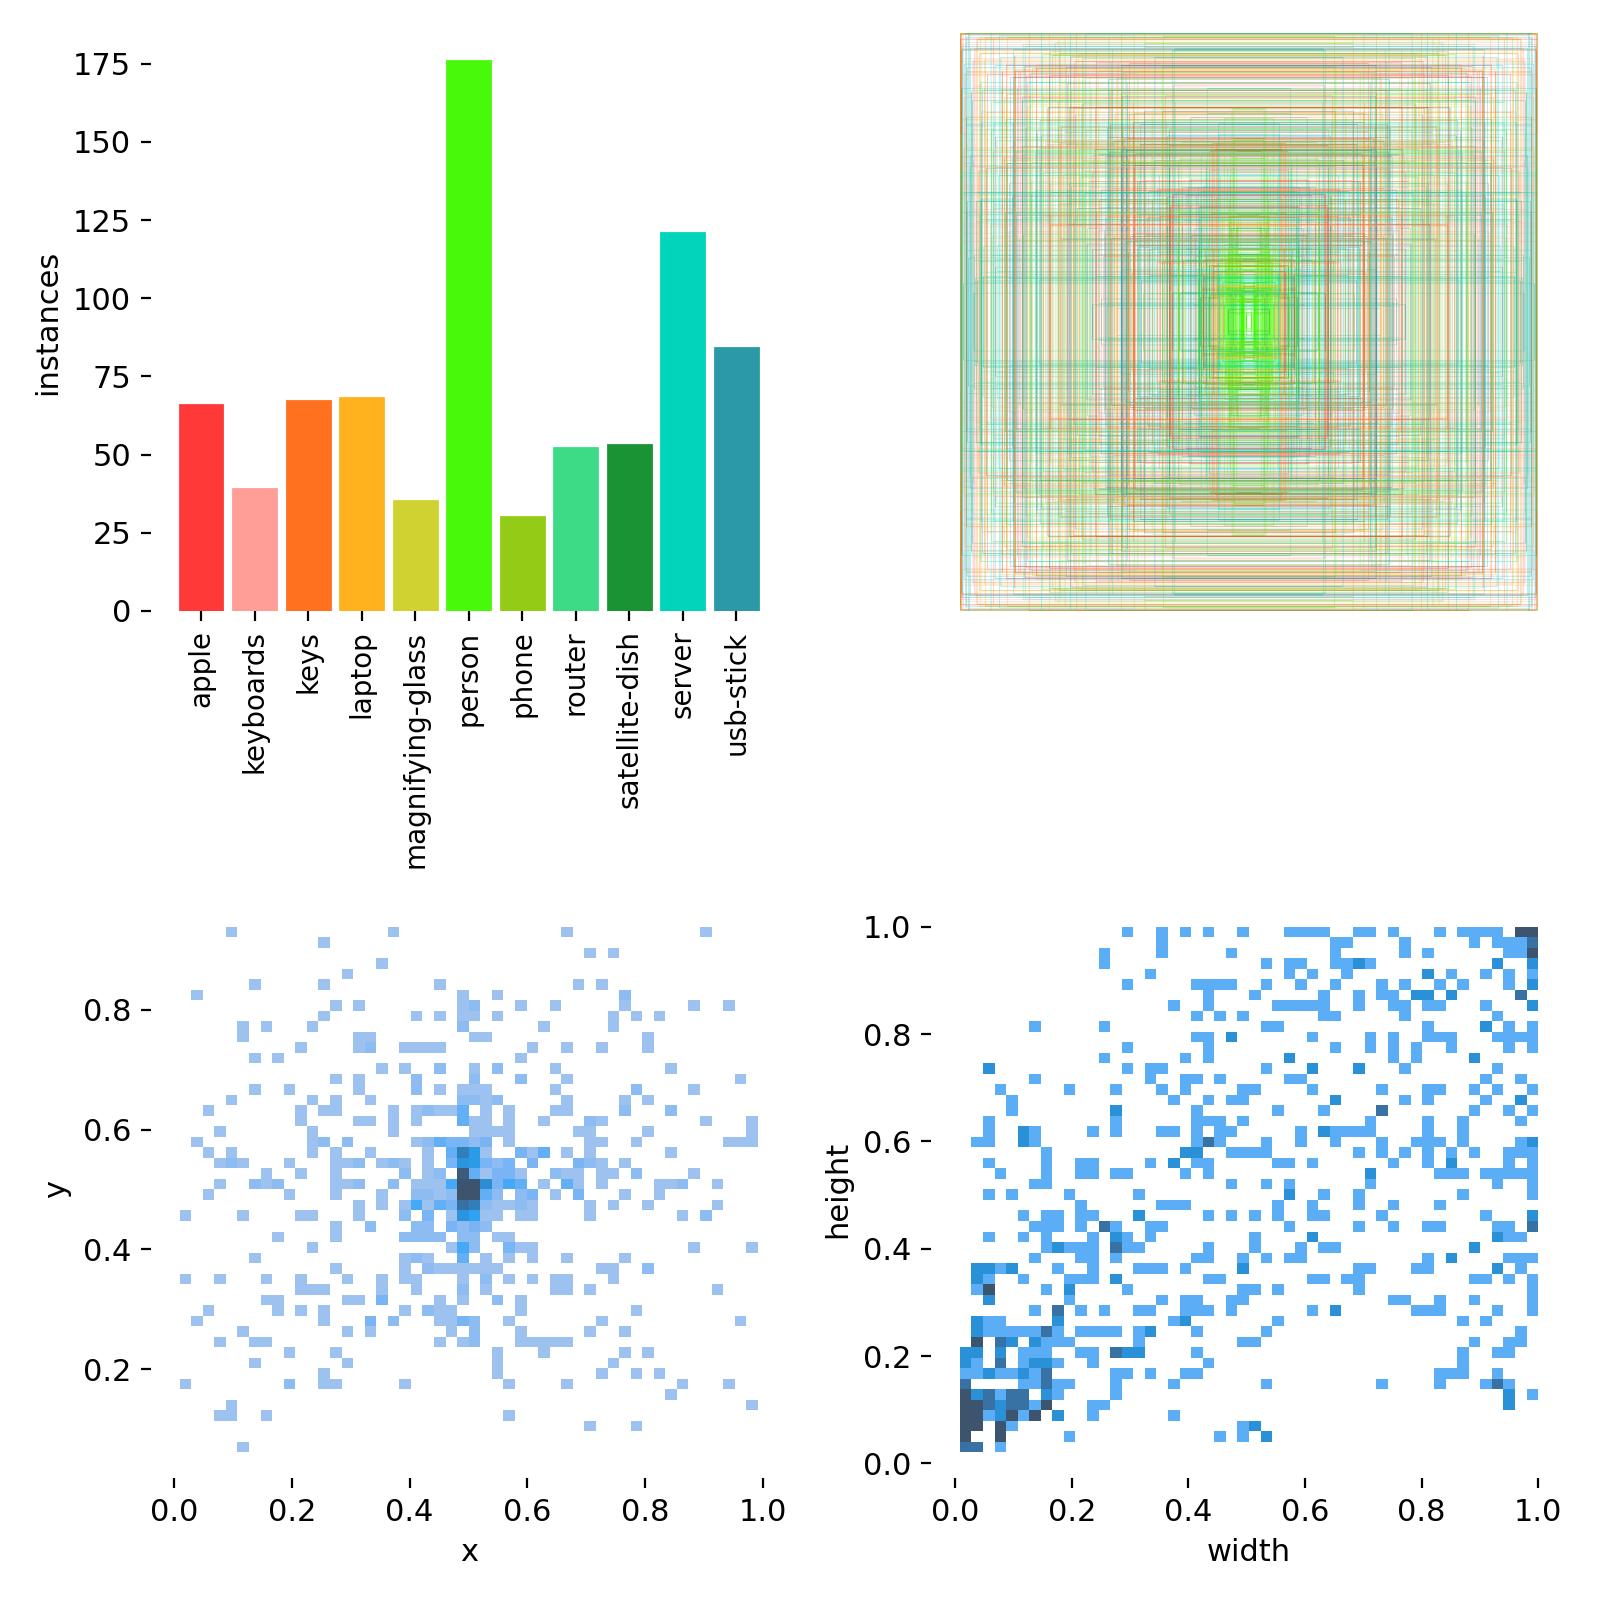 175
150
125
100
75
50
25
0
instances
apple
keyboards
keys
laptop
magnifying-glass
person
phone
router
satellite-dish
server
usb-stick
0.8
0.6
0.4
0.2
y
0.0 0.2 0.4 0.6 0.8 1.0
x
1.0
0.8
0.6
0.4
0.2
0.0
height
0.0 0.2 0.4 0.6 0.8 1.0
width